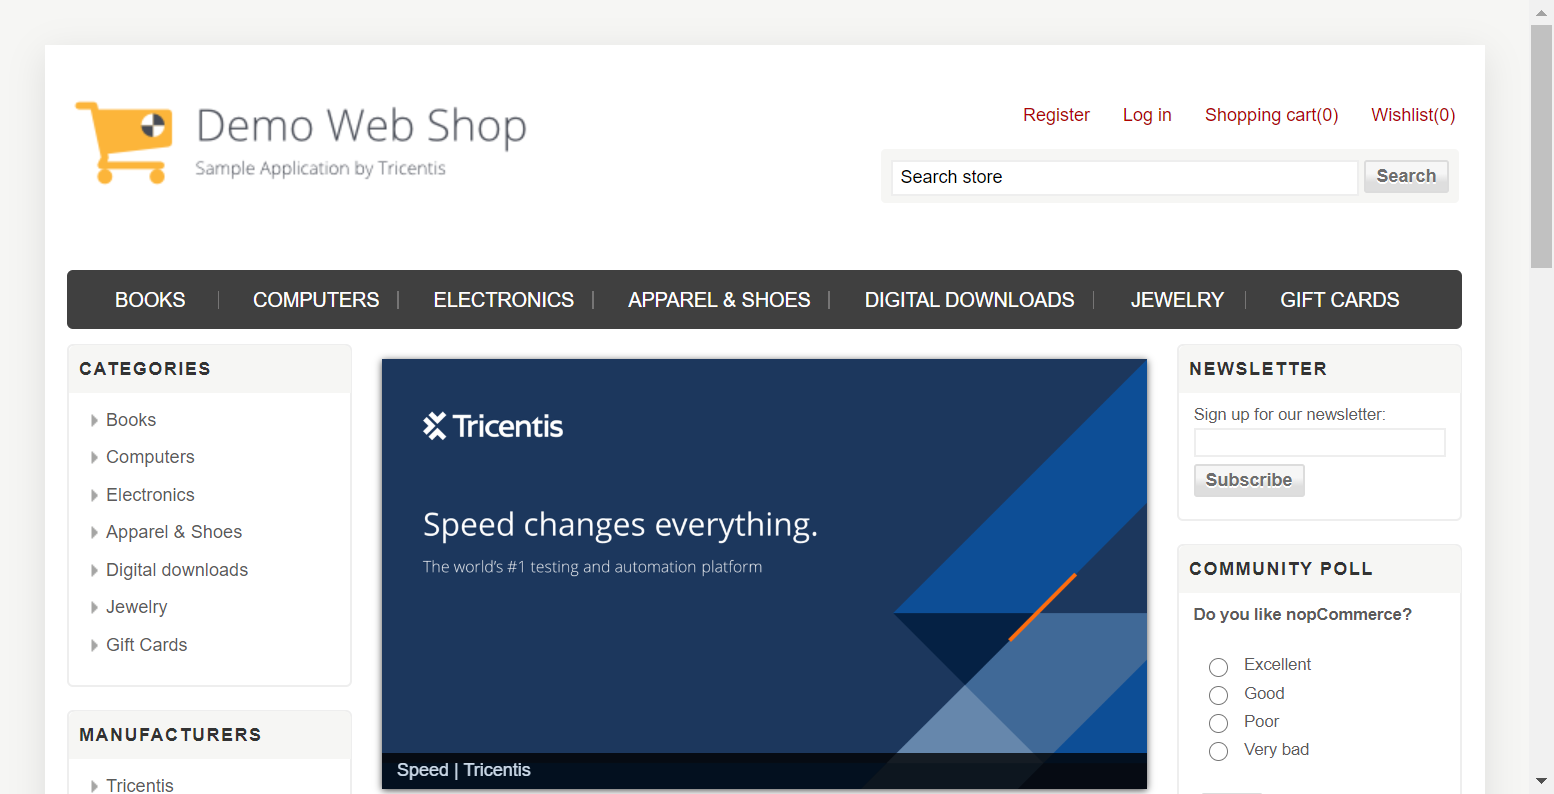 Demo Web Shop
Sample Application by Tricentis
Register Log in Shopping cart(0) Wishlist(0)
Search store Search
BOOKS COMPUTERS ELECTRONICS APPAREL & SHOES DIGITAL DOWNLOADS JEWELRY GIFT CARDS
CATEGORIES
Books
Computers
Electronics
Apparel & Shoes
Digital downloads
Jewelry
Gift Cards
MANUFACTURERS
Tricentis
Tricentis
Speed changes everything.
The world's #1 testing and automation platform
Speed | Tricentis
NEWSLETTER
Sign up for our newsletter:
Subscribe
COMMUNITY POLL
Do you like nopCommerce?
Excellent
Good
Poor
Very bad